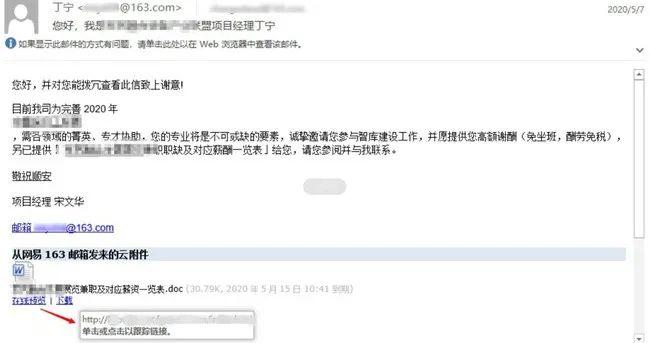 丁宁 < @163.com>
2020/5/7
您好，我是 联盟项目经理丁宁
如果显示此邮件的方式有问题，请单击此处以在 Web 浏览器中查看该邮件。
您好，并对您能拨冗查看此信致上谢意!
目前我司为完善 2020 年
，需各领域的菁英、专才协助，您的专业将是不可或缺的要素，诚挚邀请您参与智库建设工作，并愿提供您高额谢酬（免坐班，酬劳免税），
另已提供 职缺及对应薪酬一览表」给您，请您参阅并与我联系。
敬祝顺安
项目经理 宋文华
邮箱 @163.com
从网易 163 邮箱发来的云附件
览兼职及对应薪资一览表.doc (30.79K, 2020 年 5 月 15 日 10:41 到期)
在线预览 | 下载
http://
单击或点击以跟踪链接。